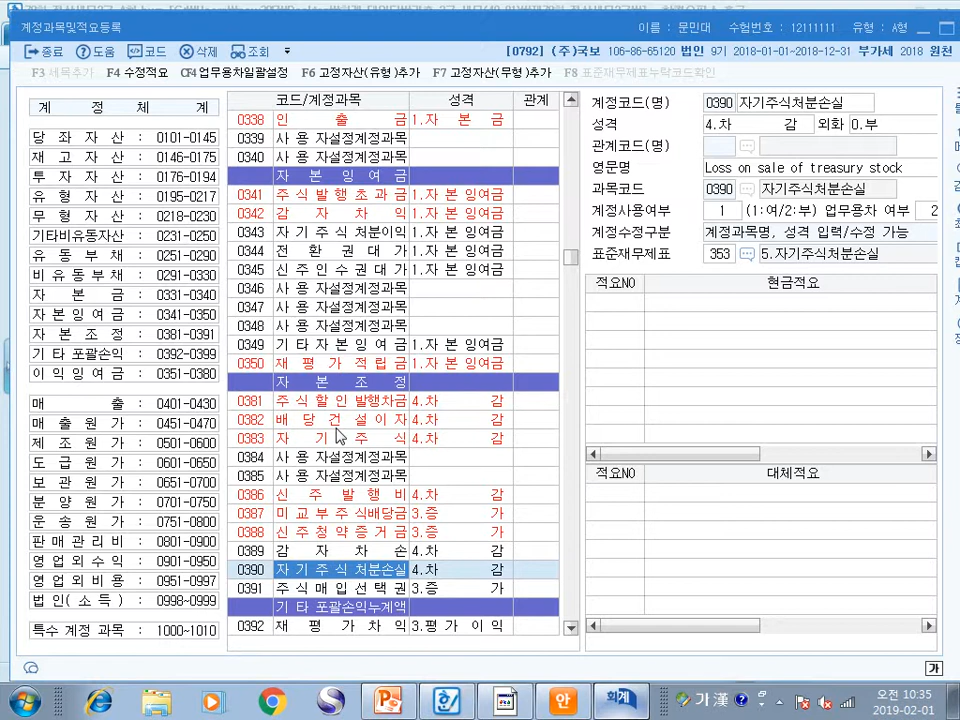 계정과목및적요등록 이름 : 문민대 수험번호 : 12111111 유형 : A형
종료 도움 코드 삭제 조회 [0792] (주)국보 106-86-65120 법인 9기 2018-01-01~2018-12-31 부가세 2018 원천
F3 세목추가 F4 수정적요 CF4 업무용차일괄설정 F6 고정자산(유형)추가 F7 고정자산(무형)추가 F8 표준재무제표누락코드확인
계 정 체 계
당 좌 자 산 : 0101-0145
재 고 자 산 : 0146-0175
투 자 자 산 : 0176-0194
유 형 자 산 : 0195-0217
무 형 자 산 : 0218-0230
기타비유동자산 : 0231-0250
유 동 부 채 : 0251-0290
비 유 동 부 채 : 0291-0330
자 본 금 : 0331-0340
자 본 잉 여 금 : 0341-0350
자 본 조 정 : 0381-0391
기 타 포괄손익 : 0392-0399
이 익 잉 여 금 : 0351-0380
매 출 : 0401-0430
매 출 원 가 : 0451-0470
제 조 원 가 : 0501-0600
도 급 원 가 : 0601-0650
보 관 원 가 : 0651-0700
분 양 원 가 : 0701-0750
운 송 원 가 : 0751-0800
판 매 관 리 비 : 0801-0900
영 업 외 수 익 : 0901-0950
영 업 외 비 용 : 0951-0997
법 인 ( 소 득 ) : 0998-0999
특수 계정 과목 : 1000~1010
코드/계정과목 성격 관계
0338 인 출 금 1.자 본 금
0339 사 용 자설정계정과목
0340 사 용 자설정계정과목
자 본 잉 여 금
0341 주 식 발 행 초 과 금 1.자 본 잉여금
0342 감 자 차 익 1.자 본 잉여금
0343 자 기 주 식 처분이익 1.자 본 잉여금
0344 전 환 권 대 가 1.자 본 잉여금
0345 신 주 인 수 권 대 가 1.자 본 잉여금
0346 사 용 자설정계정과목
0347 사 용 자설정계정과목
0348 사 용 자설정계정과목
0349 기 타 자 본 잉 여 금 1.자 본 잉여금
0350 재 평 가 적 립 금 1.자 본 잉여금
자 본 조 정
0381 주 식 할 인 발행차금 4.차 감
0382 배 당 건 설 이 자 4.차 감
0383 자 기 주 식 4.차 감
0384 사 용 자설정계정과목
0385 사 용 자설정계정과목
0386 신 주 발 행 비 4.차 감
0387 미 교 부 주 식배당금 3.증 가
0388 신 주 청 약 증 거 금 3.증 가
0389 감 자 차 손 4.차 감
0390 자 기 주 식 처분손실 4.차 감
0391 주 식 매 입 선 택 권 3.증 가
기 타 포괄손익누계액
0392 재 평 가 차 익 3.평 가 이 익
계정코드(명) 0390 자기주식처분손실
성격 4.차 감 외화 0.부
관계코드(명)
영문명 Loss on sale of treasury stock
과목코드 0390 자기주식처분손실
계정사용여부 1 (1:여/2:부) 업무용차 여부 2
계정수정구분 계정과목명, 성격 입력/수정 가능
표준재무제표 353 5.자기주식처분손실
적요NO 현금적요
적요NO 대체적요
가
회계
가 漢
오전 10:35
2019-02-01